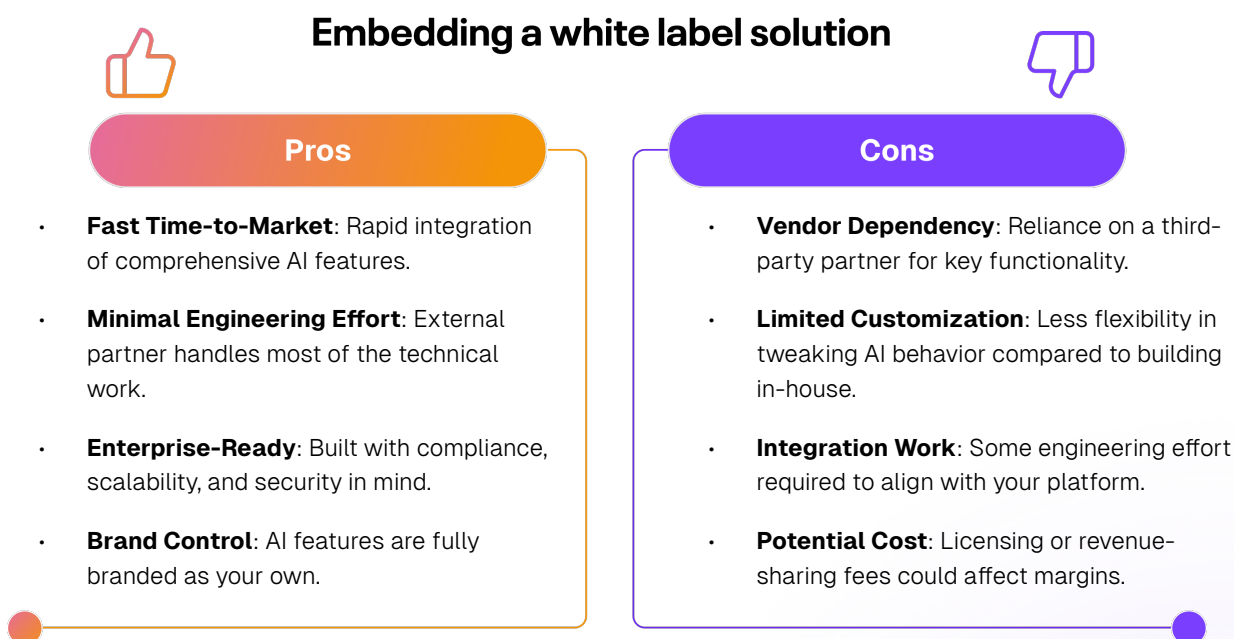 Embedding a white label solution
Pros
• Fast Time-to-Market: Rapid integration
of comprehensive AI features.
• Minimal Engineering Effort: External
partner handles most of the technical
work.
• Enterprise-Ready: Built with compliance,
scalability, and security in mind.
• Brand Control: AI features are fully
branded as your own.
Cons
• Vendor Dependency: Reliance on a third-
party partner for key functionality.
• Limited Customization: Less flexibility in
tweaking AI behavior compared to building
in-house.
• Integration Work: Some engineering effort
required to align with your platform.
• Potential Cost: Licensing or revenue-
sharing fees could affect margins.